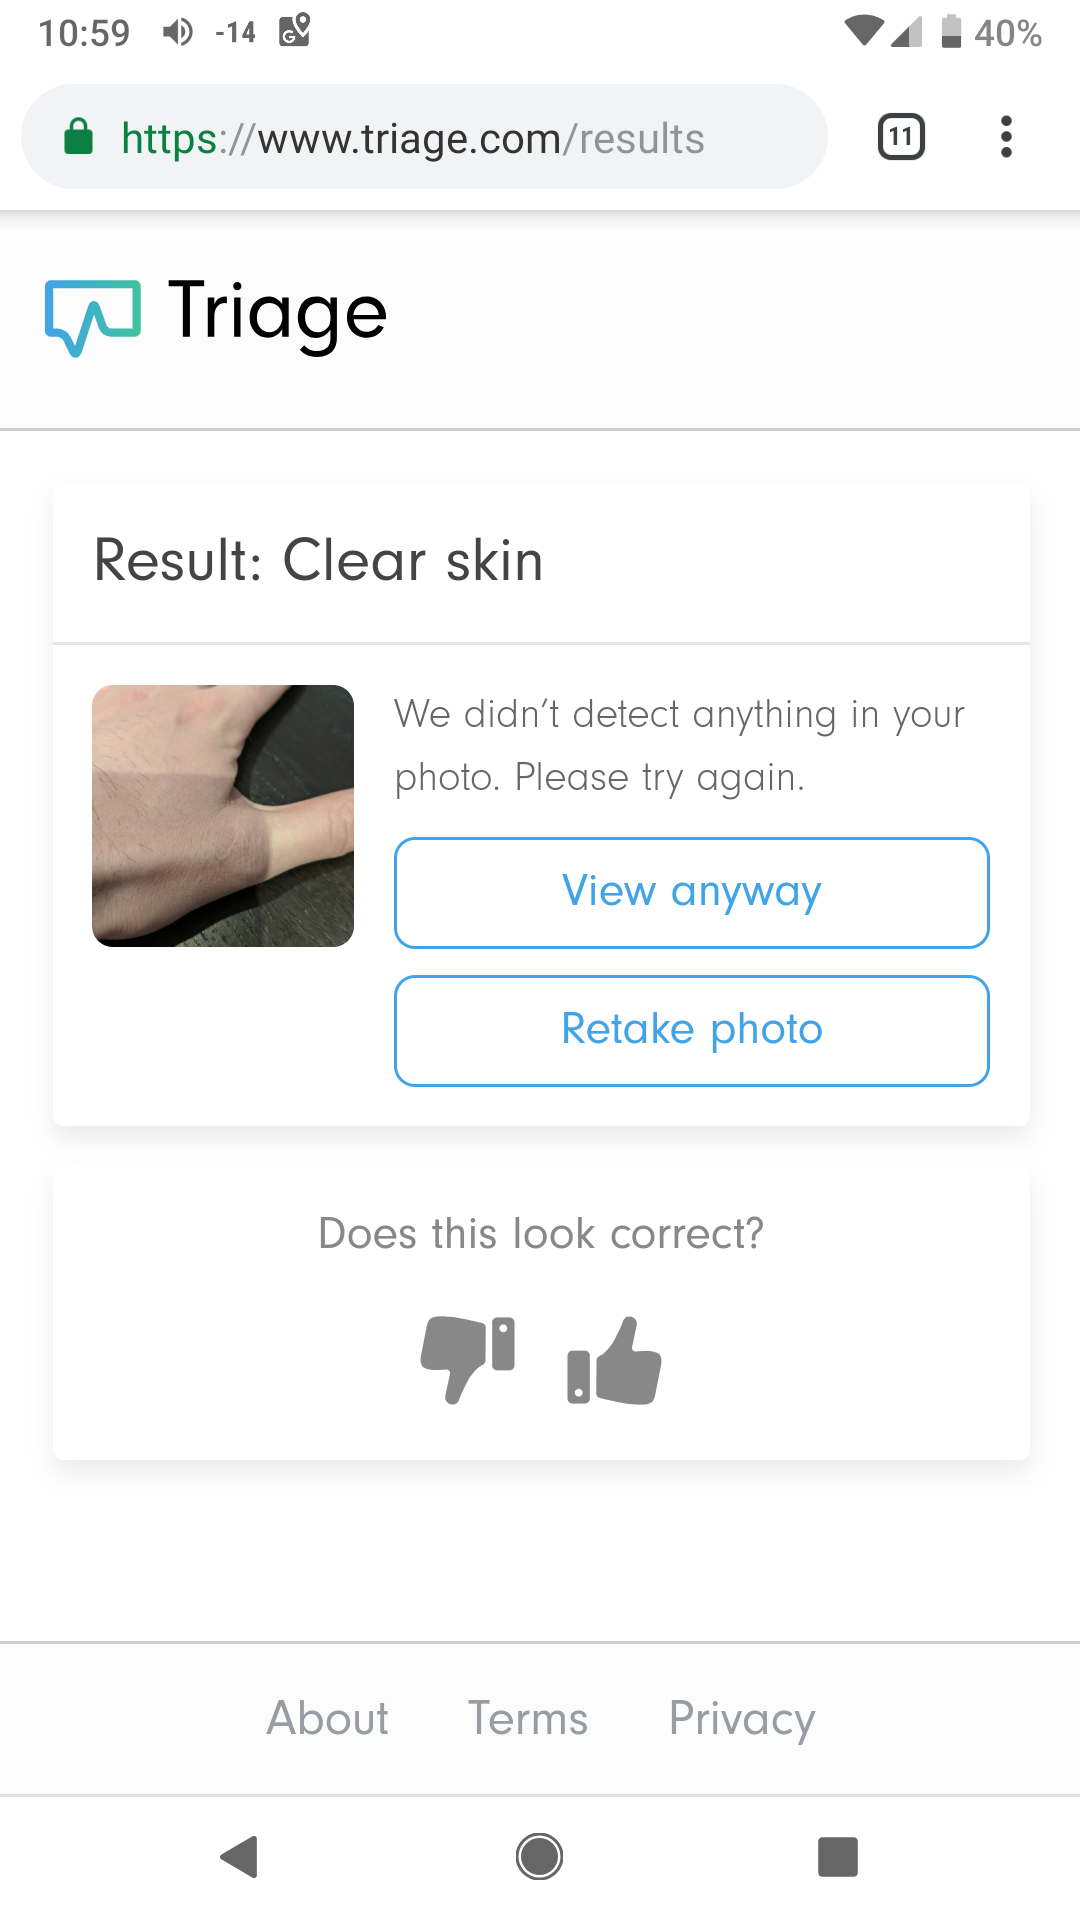 10:59 -14 G 40%
https://www.triage.com/results 11
Triage
Result: Clear skin
We didn’t detect anything in your
photo. Please try again.
View anyway
Retake photo
Does this look correct?
About Terms Privacy